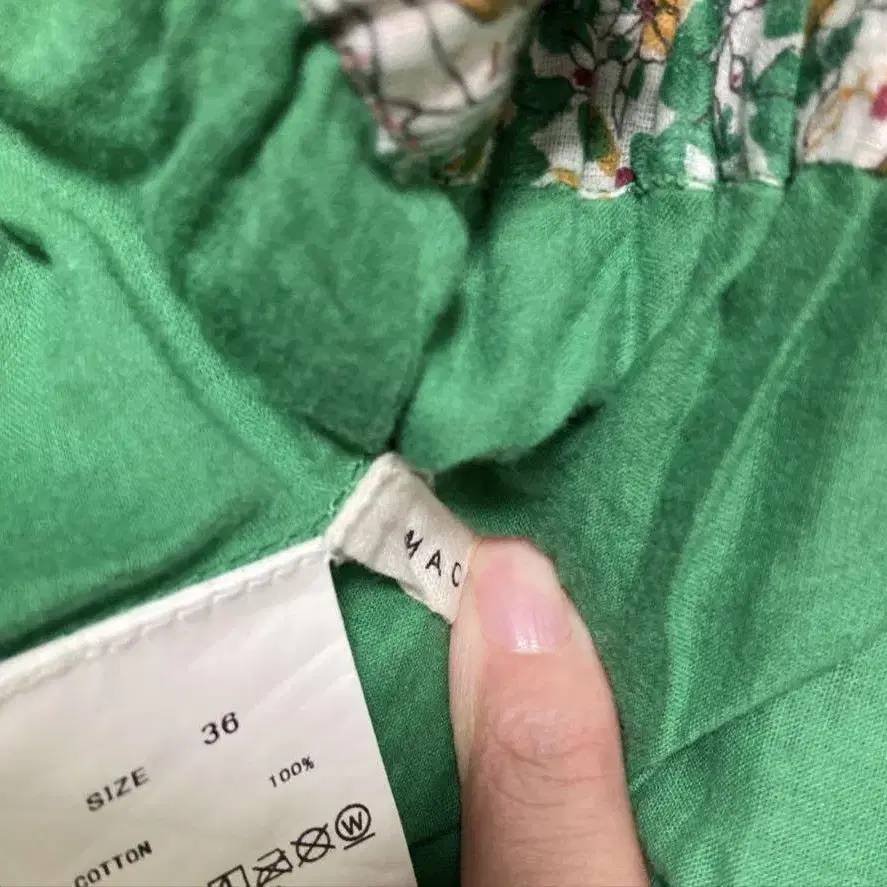 MAC
SIZE 36
COTTON 100%
W